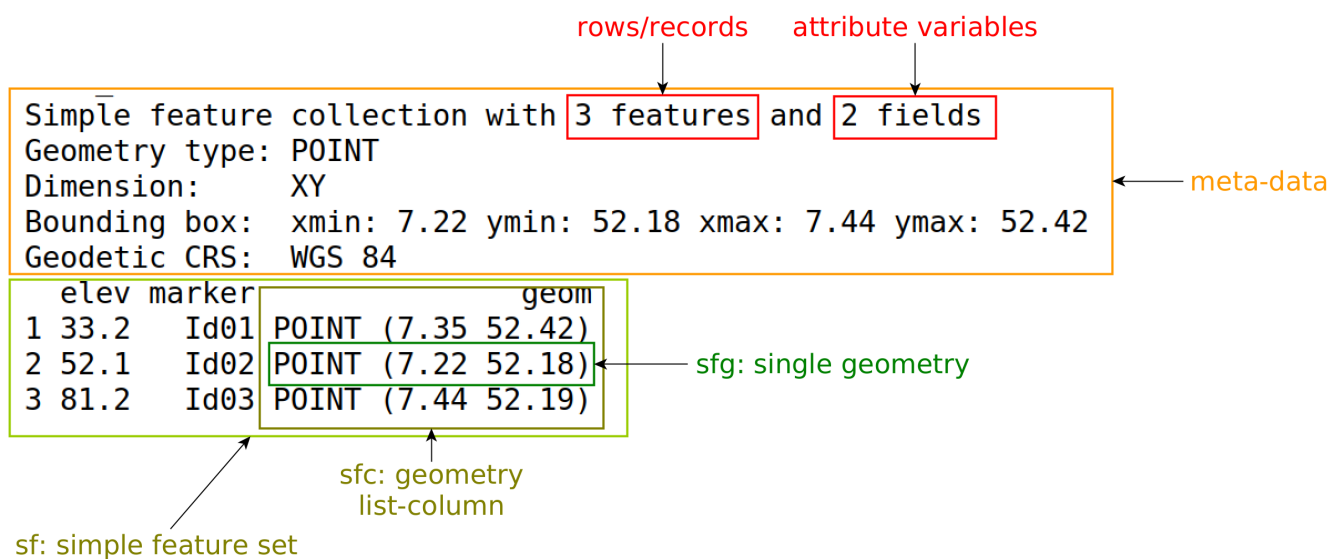 rows/records attribute variables
Simple feature collection with 3 features and 2 fields
Geometry type: POINT
Dimension: XY
Bounding box: xmin: 7.22 ymin: 52.18 xmax: 7.44 ymax: 52.42
Geodetic CRS: WGS 84
meta-data
elev marker geom
1 33.2 Id01 POINT (7.35 52.42)
2 52.1 Id02 POINT (7.22 52.18)
3 81.2 Id03 POINT (7.44 52.19)
sfg: single geometry
sfc: geometry
list-column
sf: simple feature set